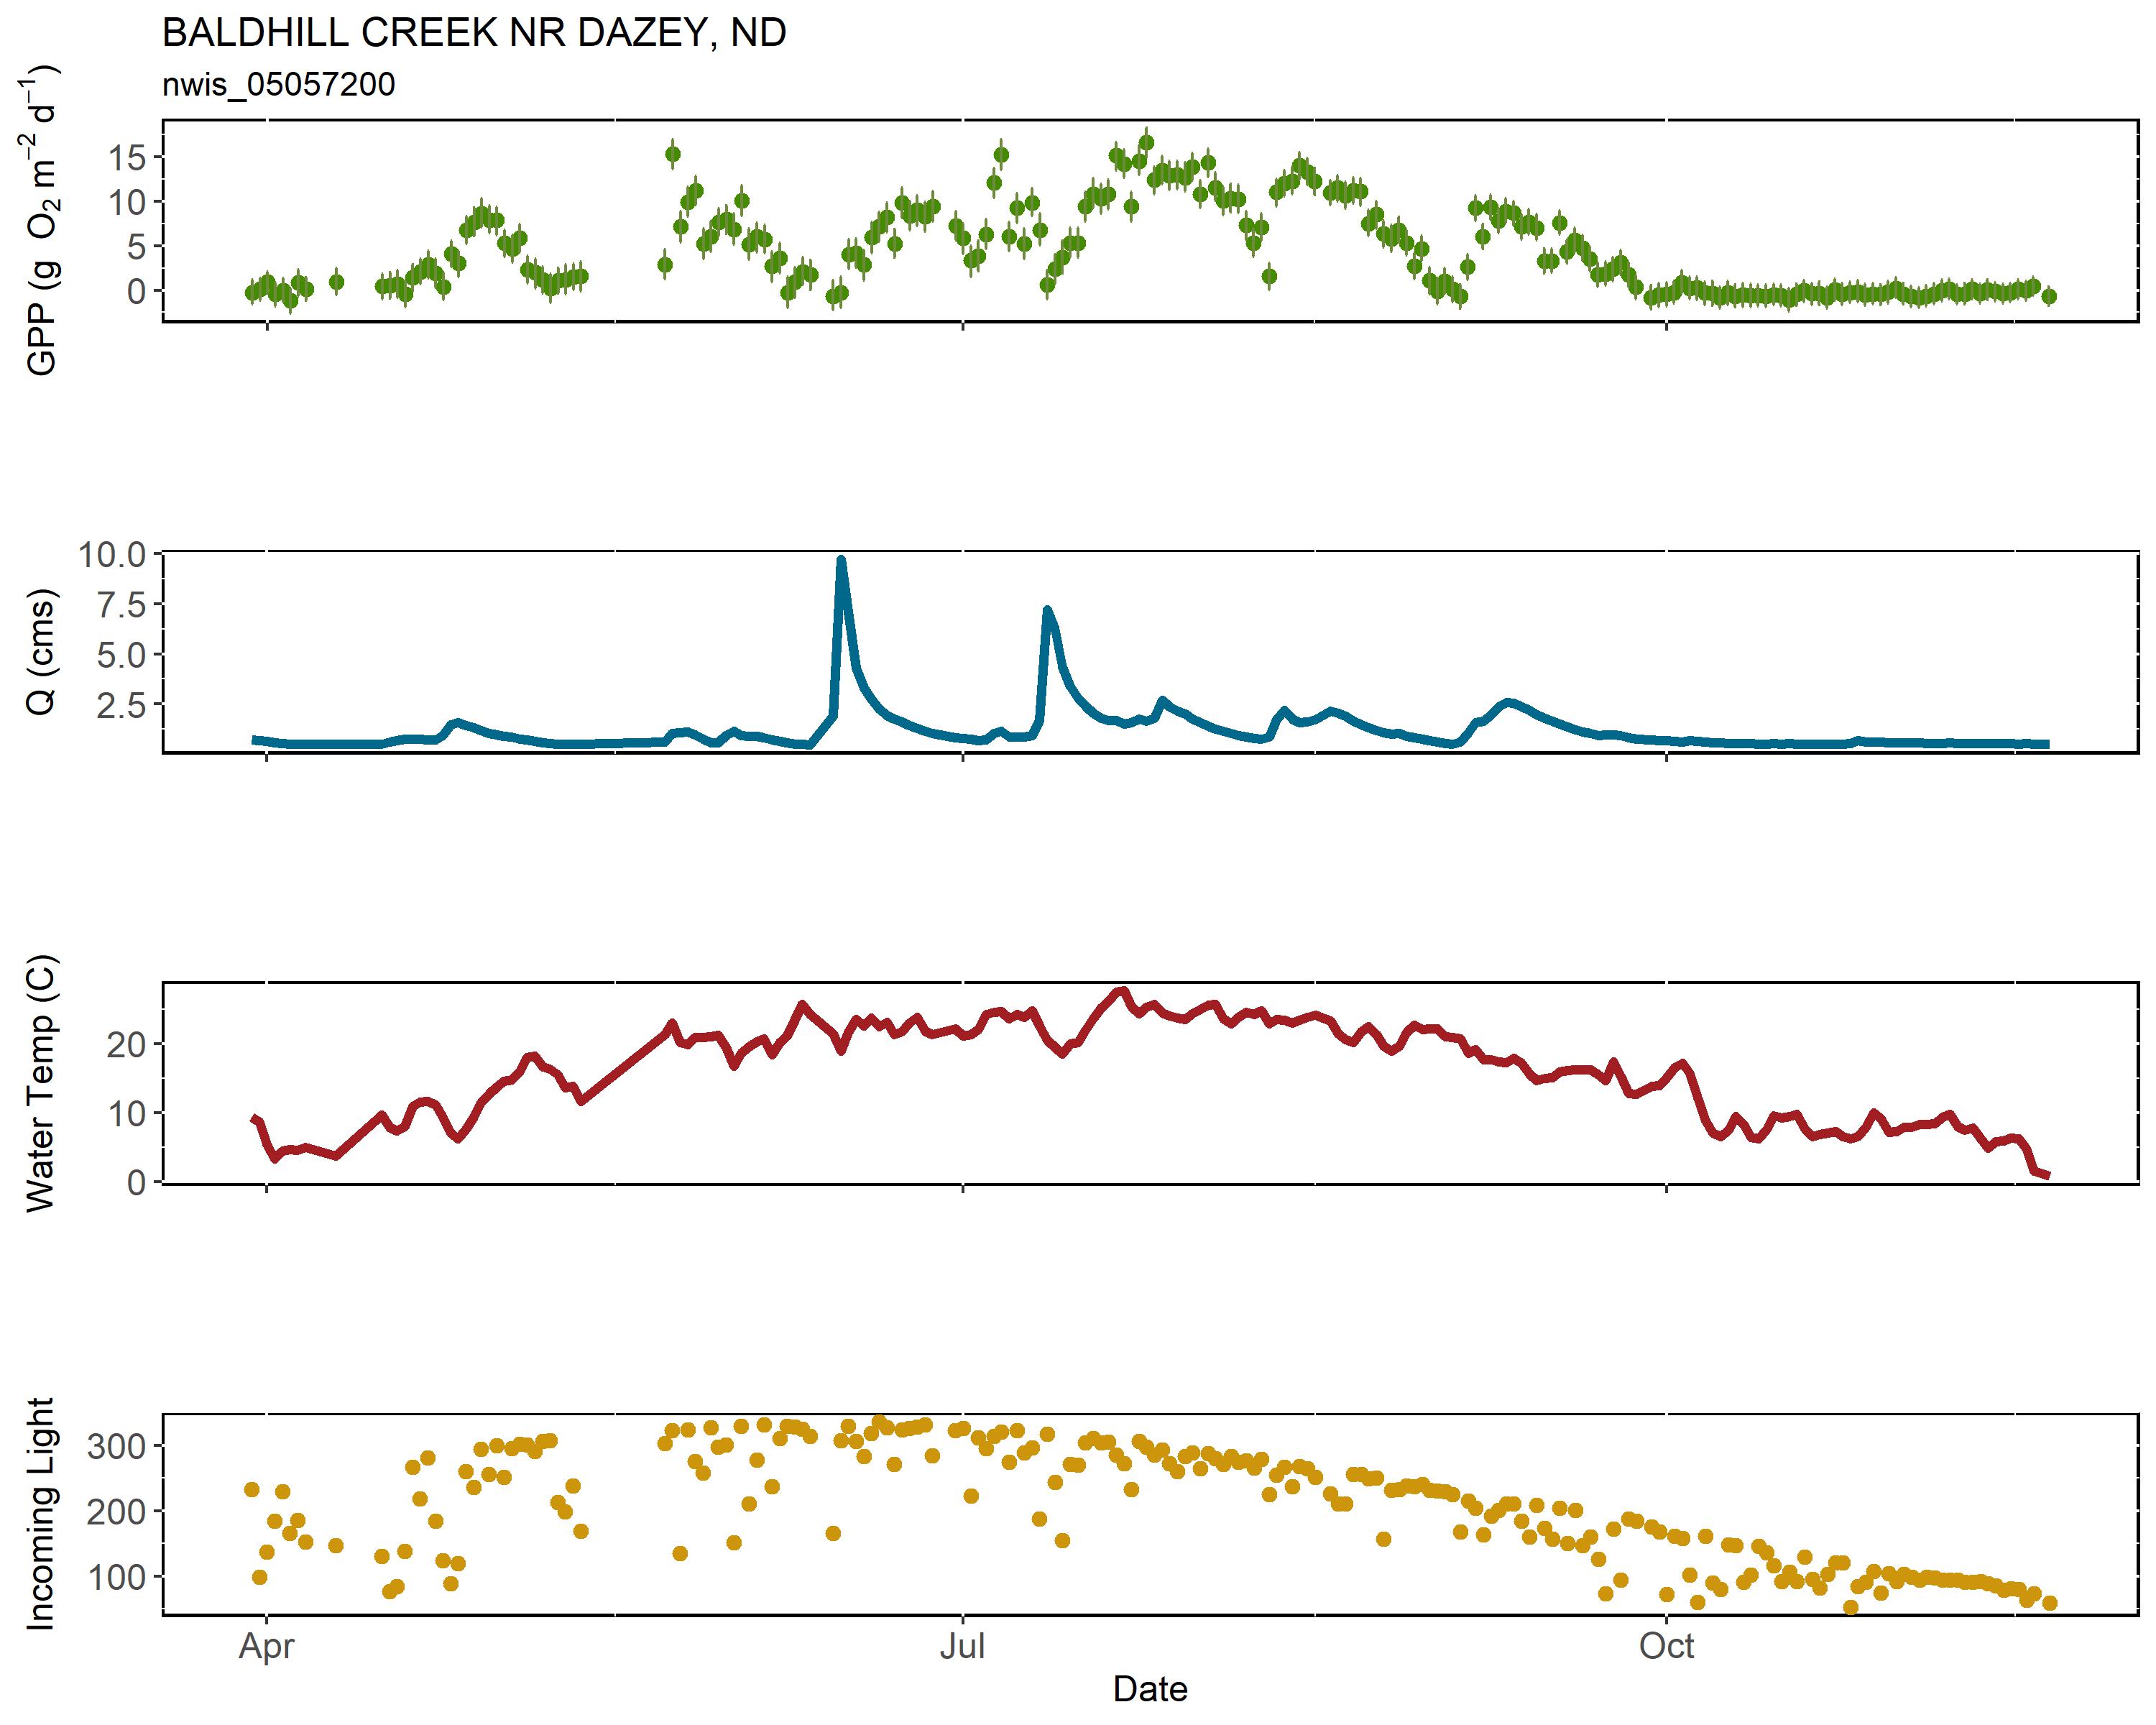 BALDHILL CREEK NR DAZEY, ND
nwis_05057200
GPP (g O₂ m⁻² d⁻¹)
15
10
5
0
Q (cms)
10.0
7.5
5.0
2.5
Water Temp (C)
20
10
0
Incoming Light
300
200
100
Apr Jul Oct
Date